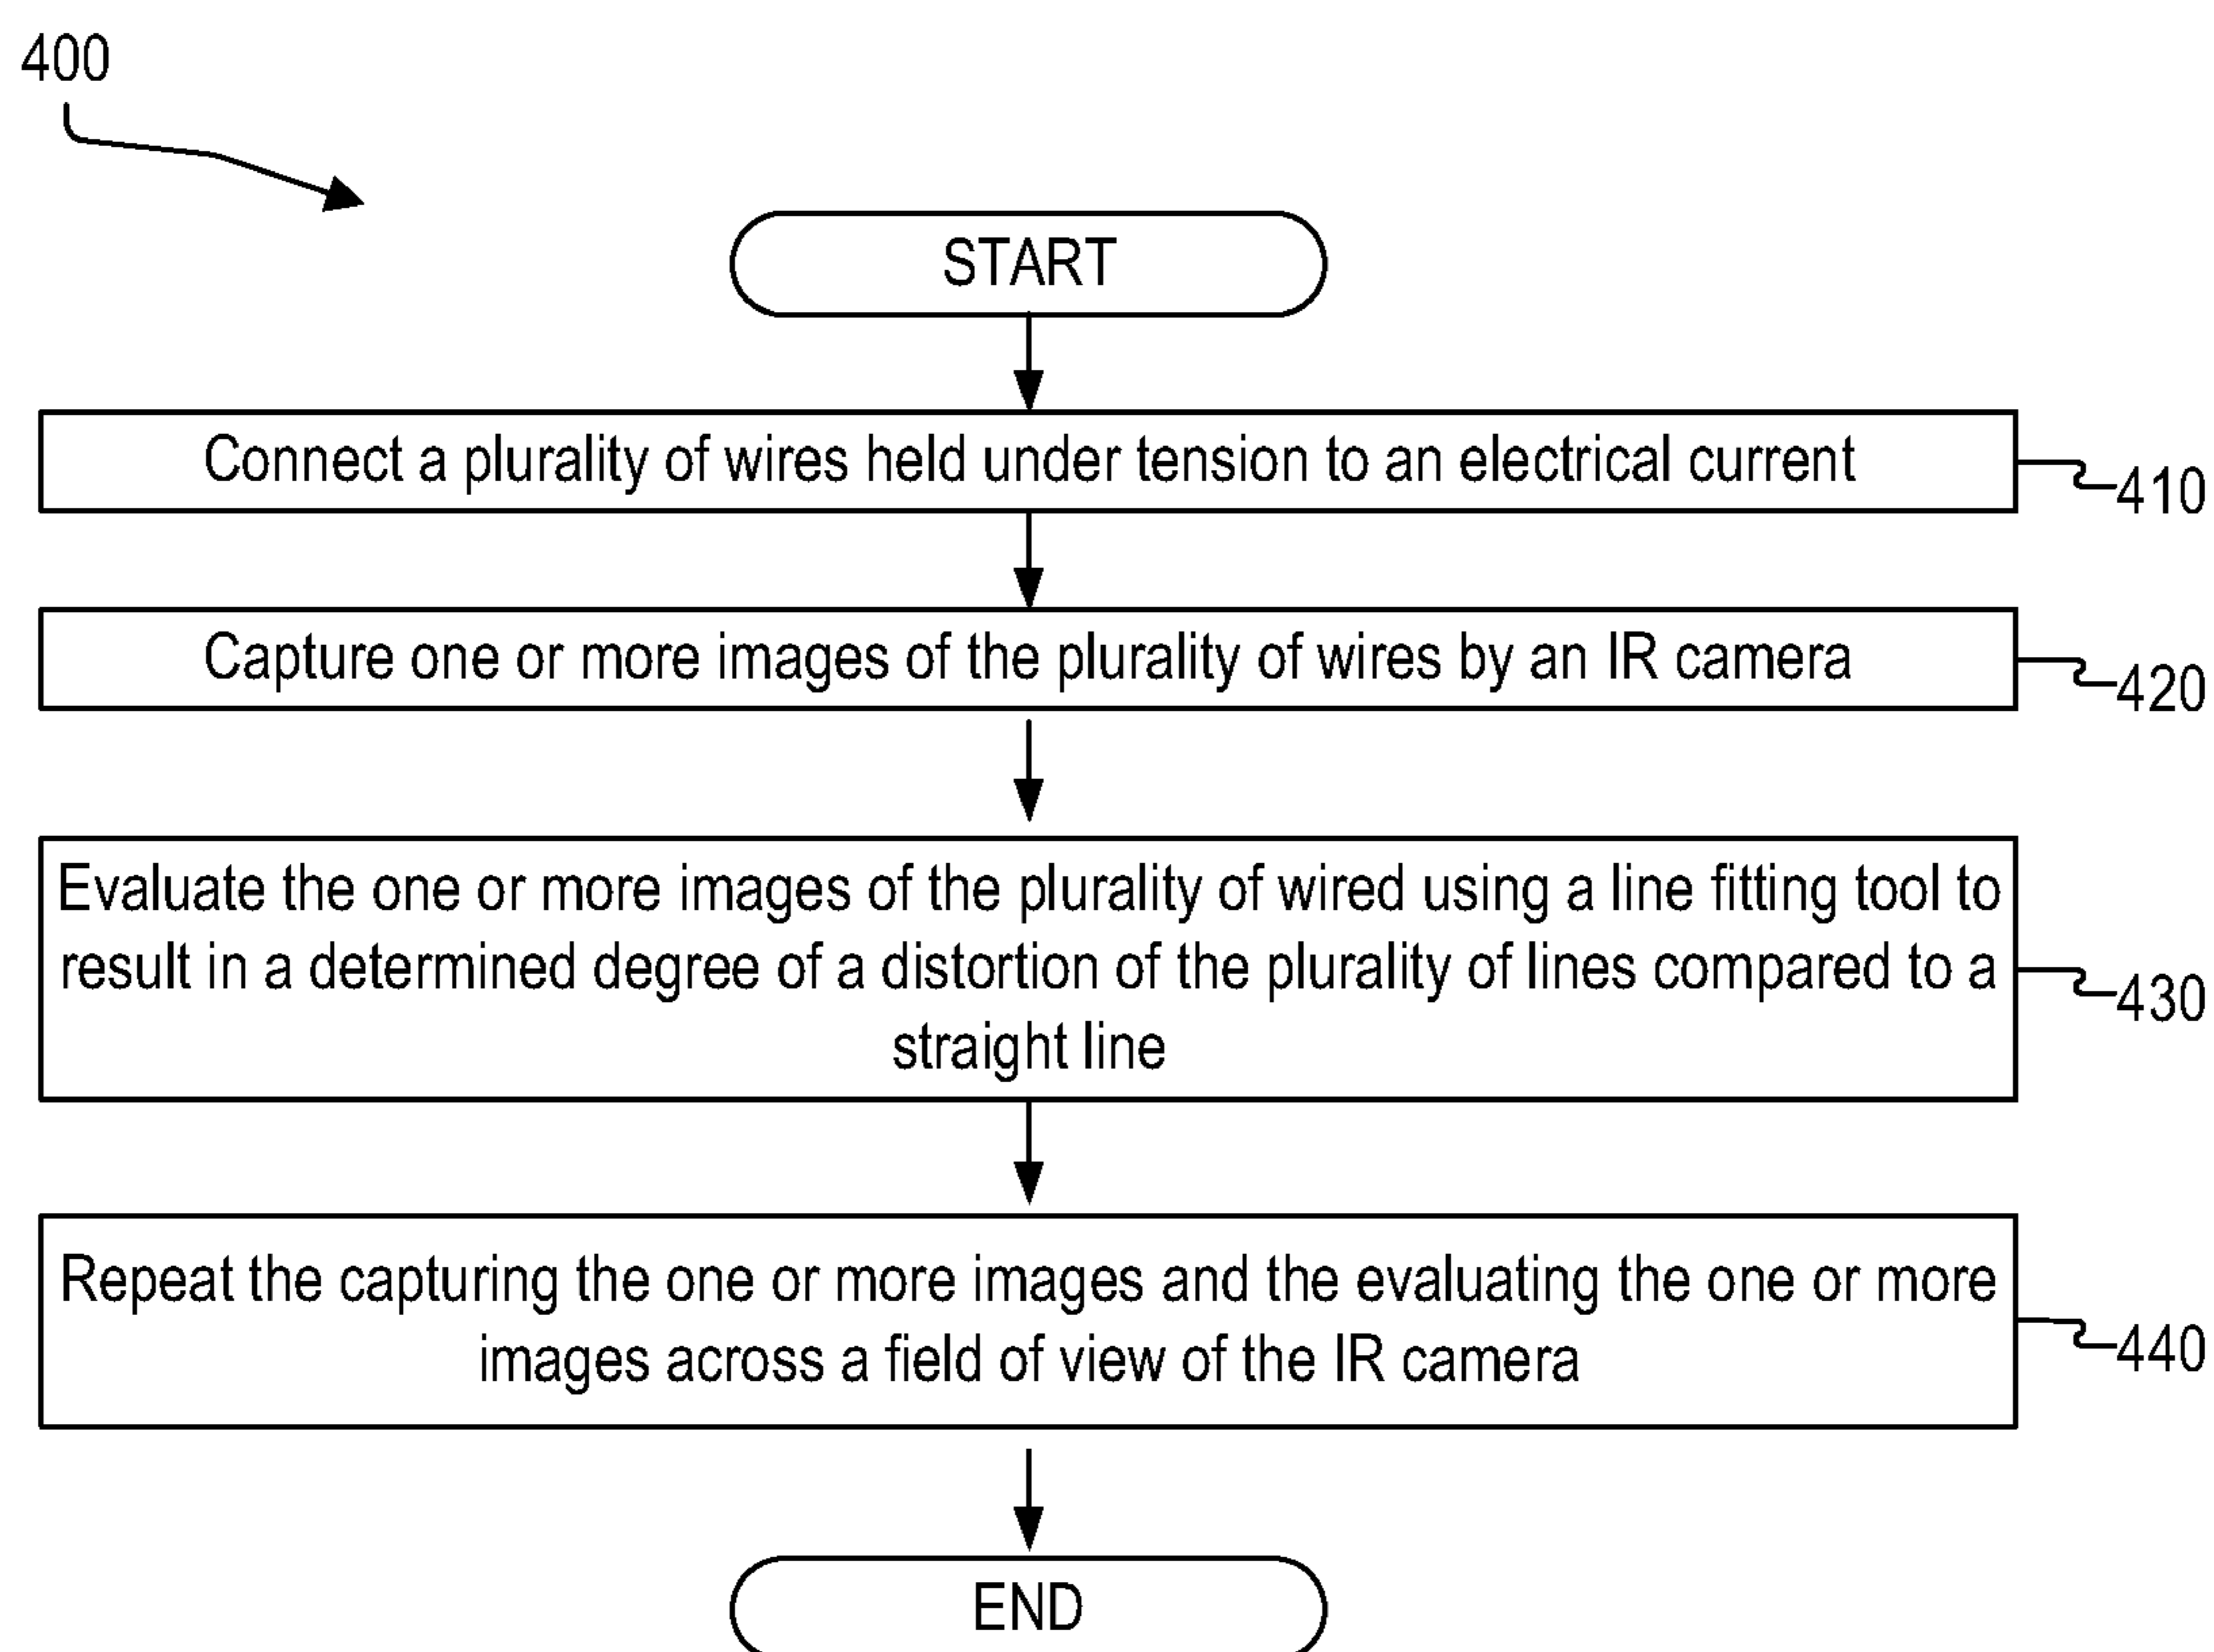 400
START
Connect a plurality of wires held under tension to an electrical current
410
Capture one or more images of the plurality of wires by an IR camera
420
Evaluate the one or more images of the plurality of wired using a line fitting tool to
result in a determined degree of a distortion of the plurality of lines compared to a
straight line
430
Repeat the capturing the one or more images and the evaluating the one or more
images across a field of view of the IR camera
440
END